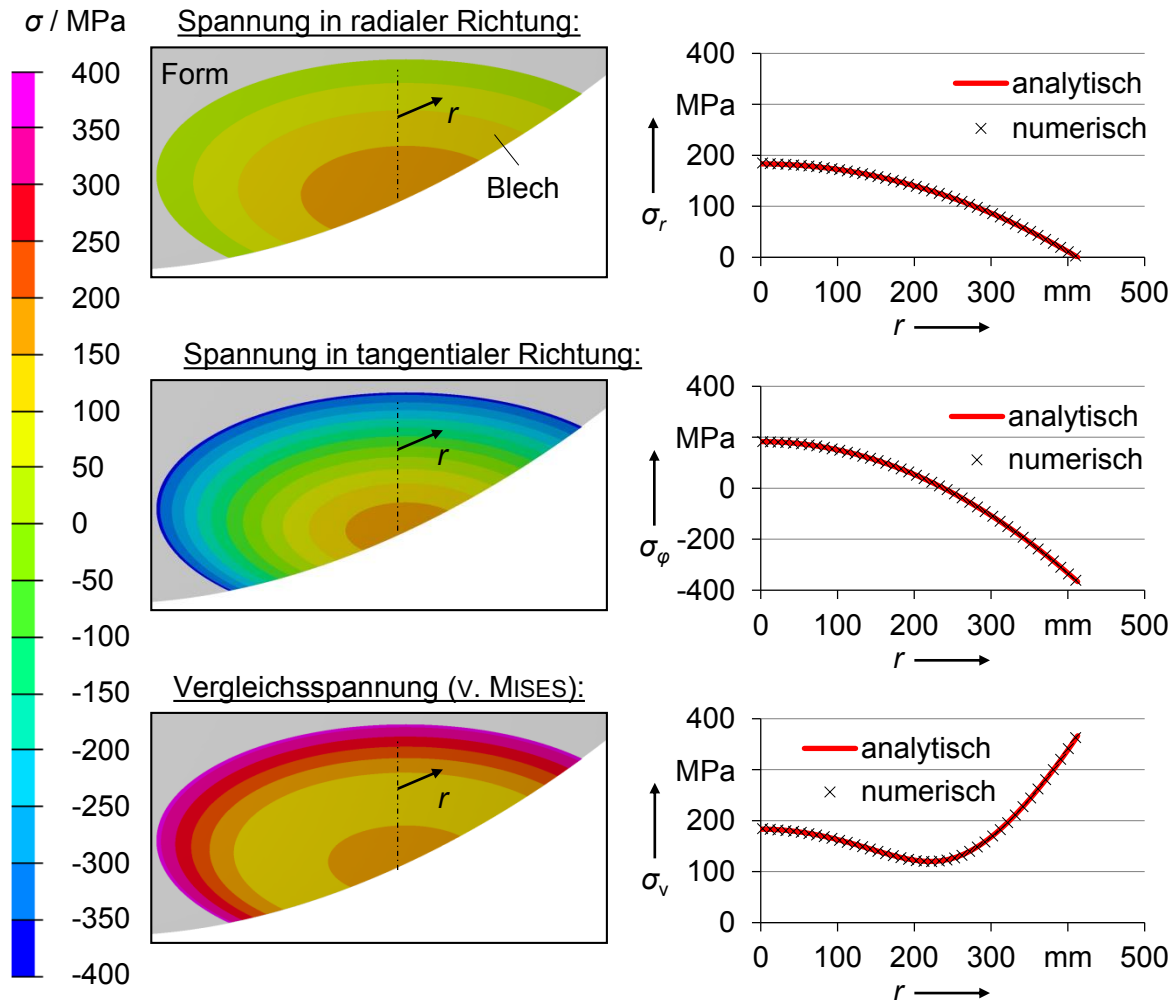 σ / MPa
400
350
300
250
200
150
100
50
0
-50
-100
-150
-200
-250
-300
-350
-400
Spannung in radialer Richtung:
Form
r
Blech
400
MPa
200
100
0
σr
analytisch
numerisch
0 100 200 300 mm 500
r
Spannung in tangentialer Richtung:
r
400
MPa
0
-200
-400
σφ
analytisch
numerisch
0 100 200 300 mm 500
r
Vergleichsspannung (V. MISES):
r
400
MPa
200
100
0
σv
analytisch
numerisch
0 100 200 300 mm 500
r